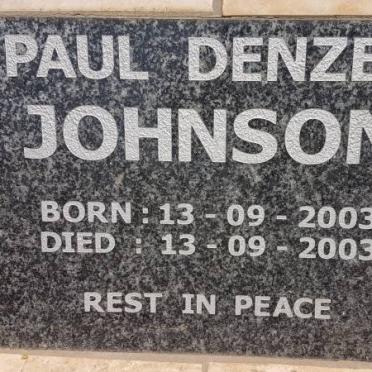 PAUL DENZE
JOHNSON
BORN : 13 - 09 - 2003
DIED : 13 - 09 - 2003
REST IN PEACE